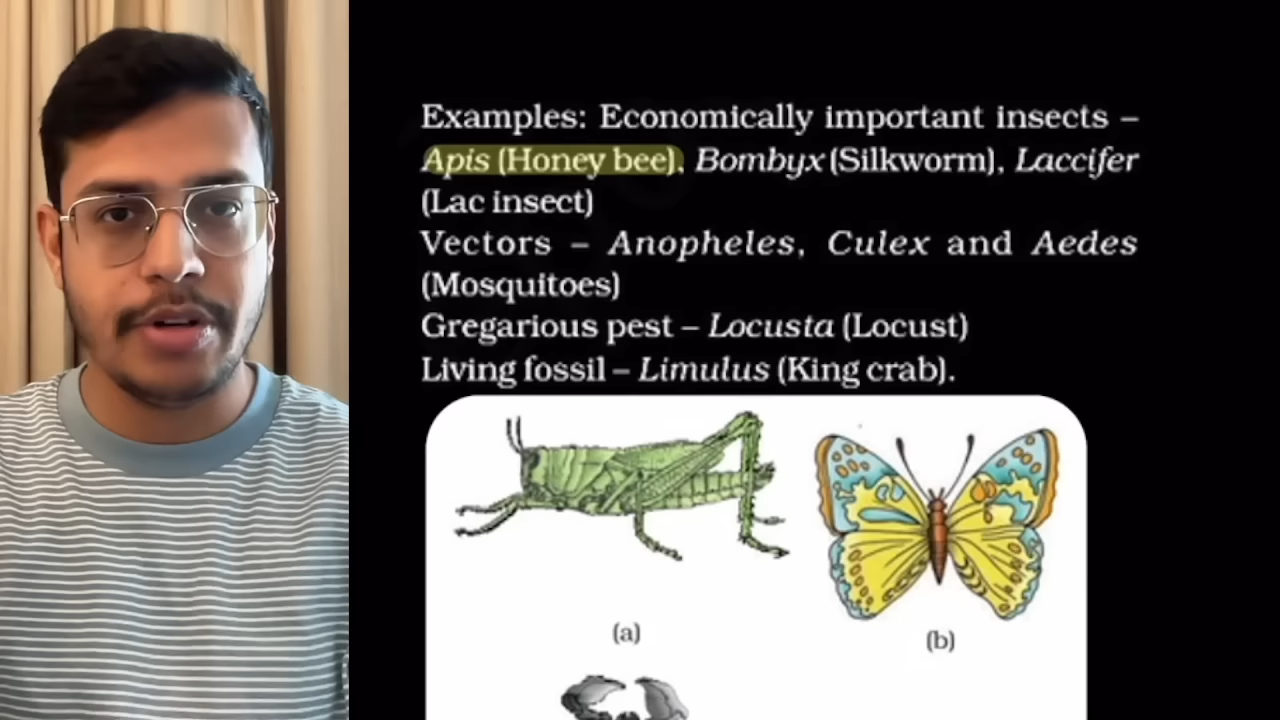 Examples: Economically important insects –
Apis (Honey bee), Bombyx (Silkworm), Laccifer
(Lac insect)
Vectors – Anopheles, Culex and Aedes
(Mosquitoes)
Gregarious pest – Locusta (Locust)
Living fossil – Limulus (King crab).
(a)
(b)